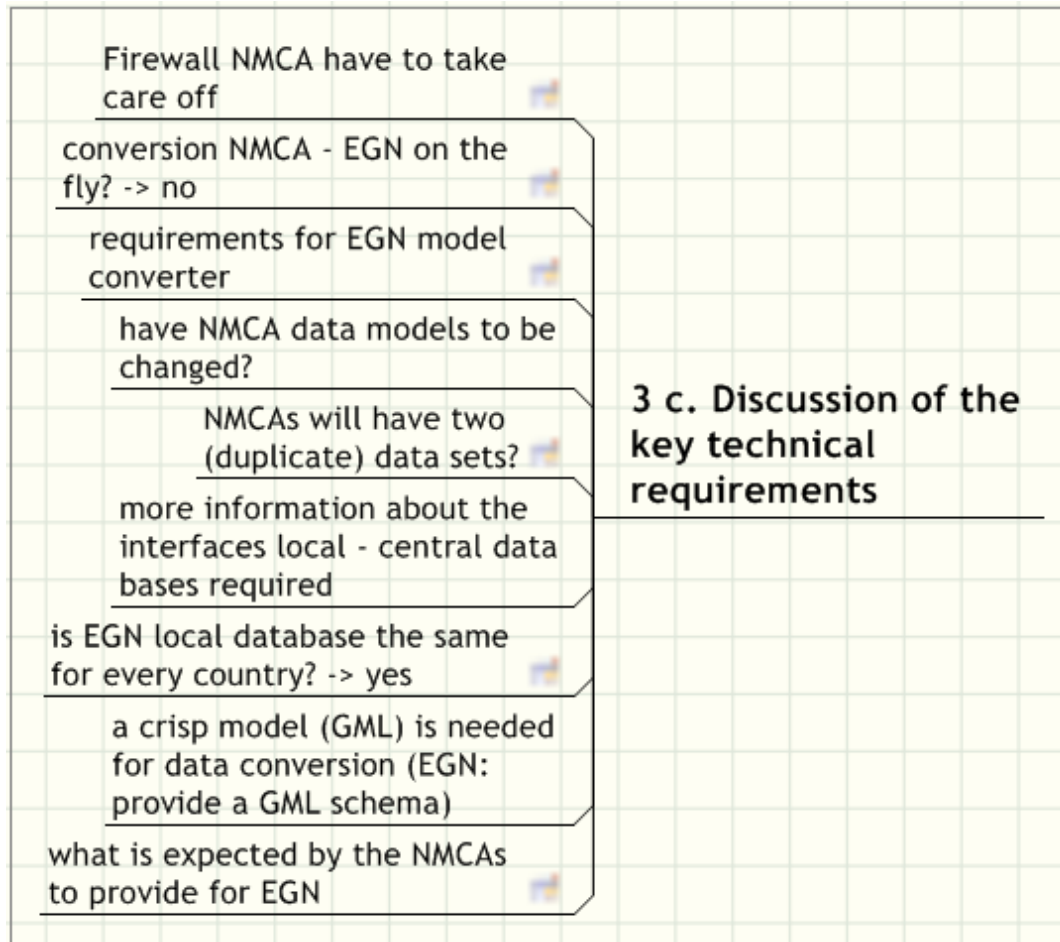 Firewall NMCA have to take
care off
conversion NMCA - EGN on the
fly? -> no
requirements for EGN model
converter
have NMCA data models to be
changed?
NMCAs will have two
(duplicate) data sets?
more information about the
interfaces local - central data
bases required
is EGN local database the same
for every country? -> yes
a crisp model (GML) is needed
for data conversion (EGN:
provide a GML schema)
what is expected by the NMCAs
to provide for EGN
3 c. Discussion of the
key technical
requirements